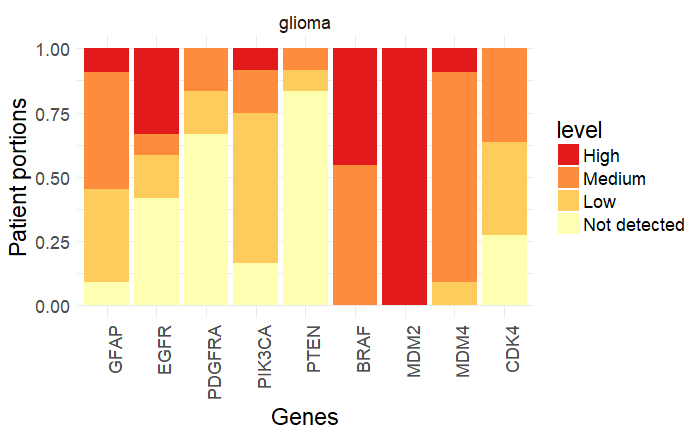 glioma
Patient portions
1.00
0.75
0.50
0.25
0.00
GFAP
EGFR
PDGFRA
PIK3CA
PTEN
BRAF
MDM2
MDM4
CDK4
Genes
level
High
Medium
Low
Not detected